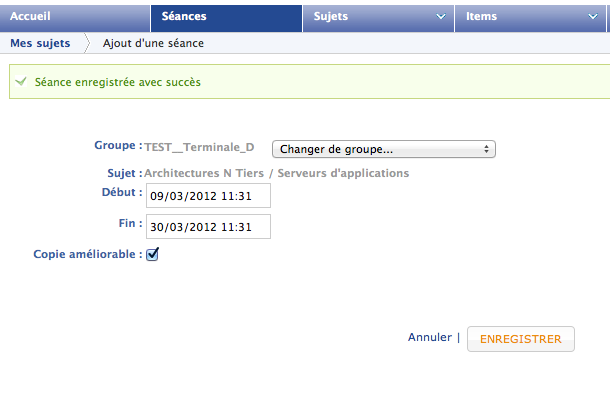 Accueil Séances Sujets Items
Mes sujets Ajout d'une séance
Séance enregistrée avec succès
Groupe : TEST__Terminale_D Changer de groupe...
Sujet : Architectures N Tiers / Serveurs d'applications
Début : 09/03/2012 11:31
Fin : 30/03/2012 11:31
Copie améliorable :
Annuler | ENREGISTRER